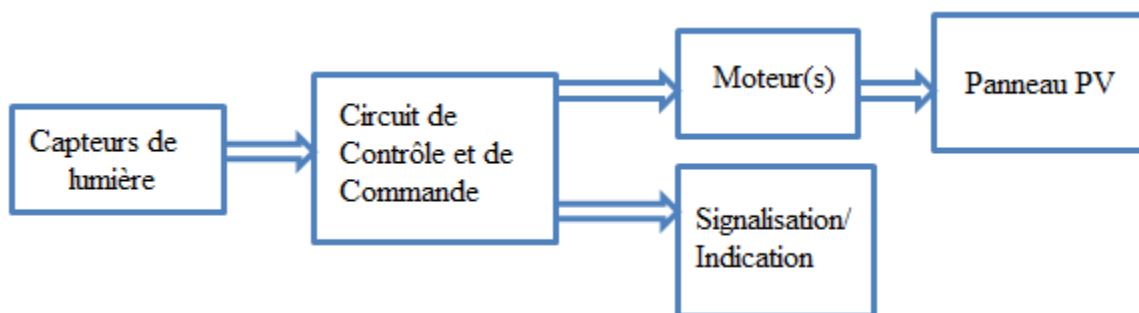 Capteurs de
lumière
Circuit de
Contrôle et de
Commande
Moteur(s)
Panneau PV
Signalisation/
Indication